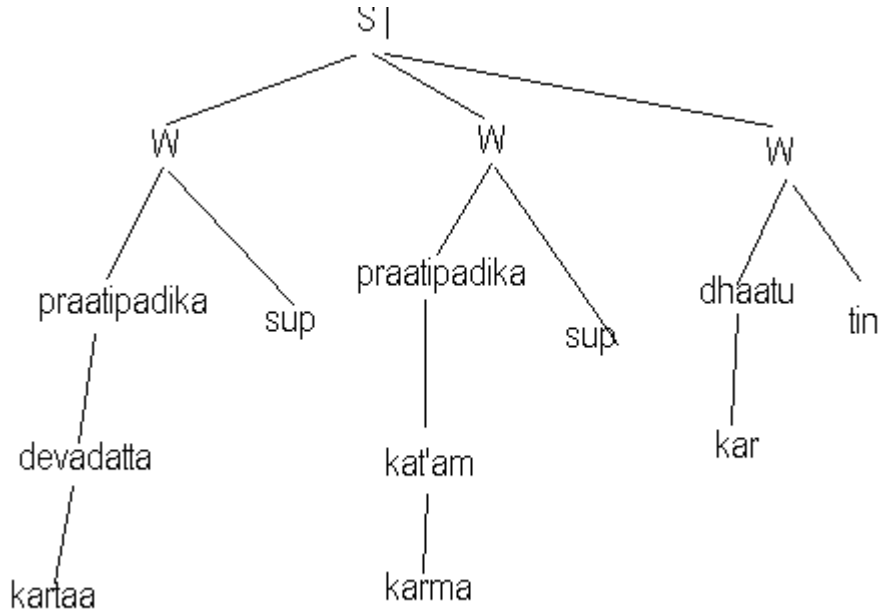 S|
W W W
praatipadika sup praatipadika sup dhaatu tin
devadatta kat'am kar
kartaa karma